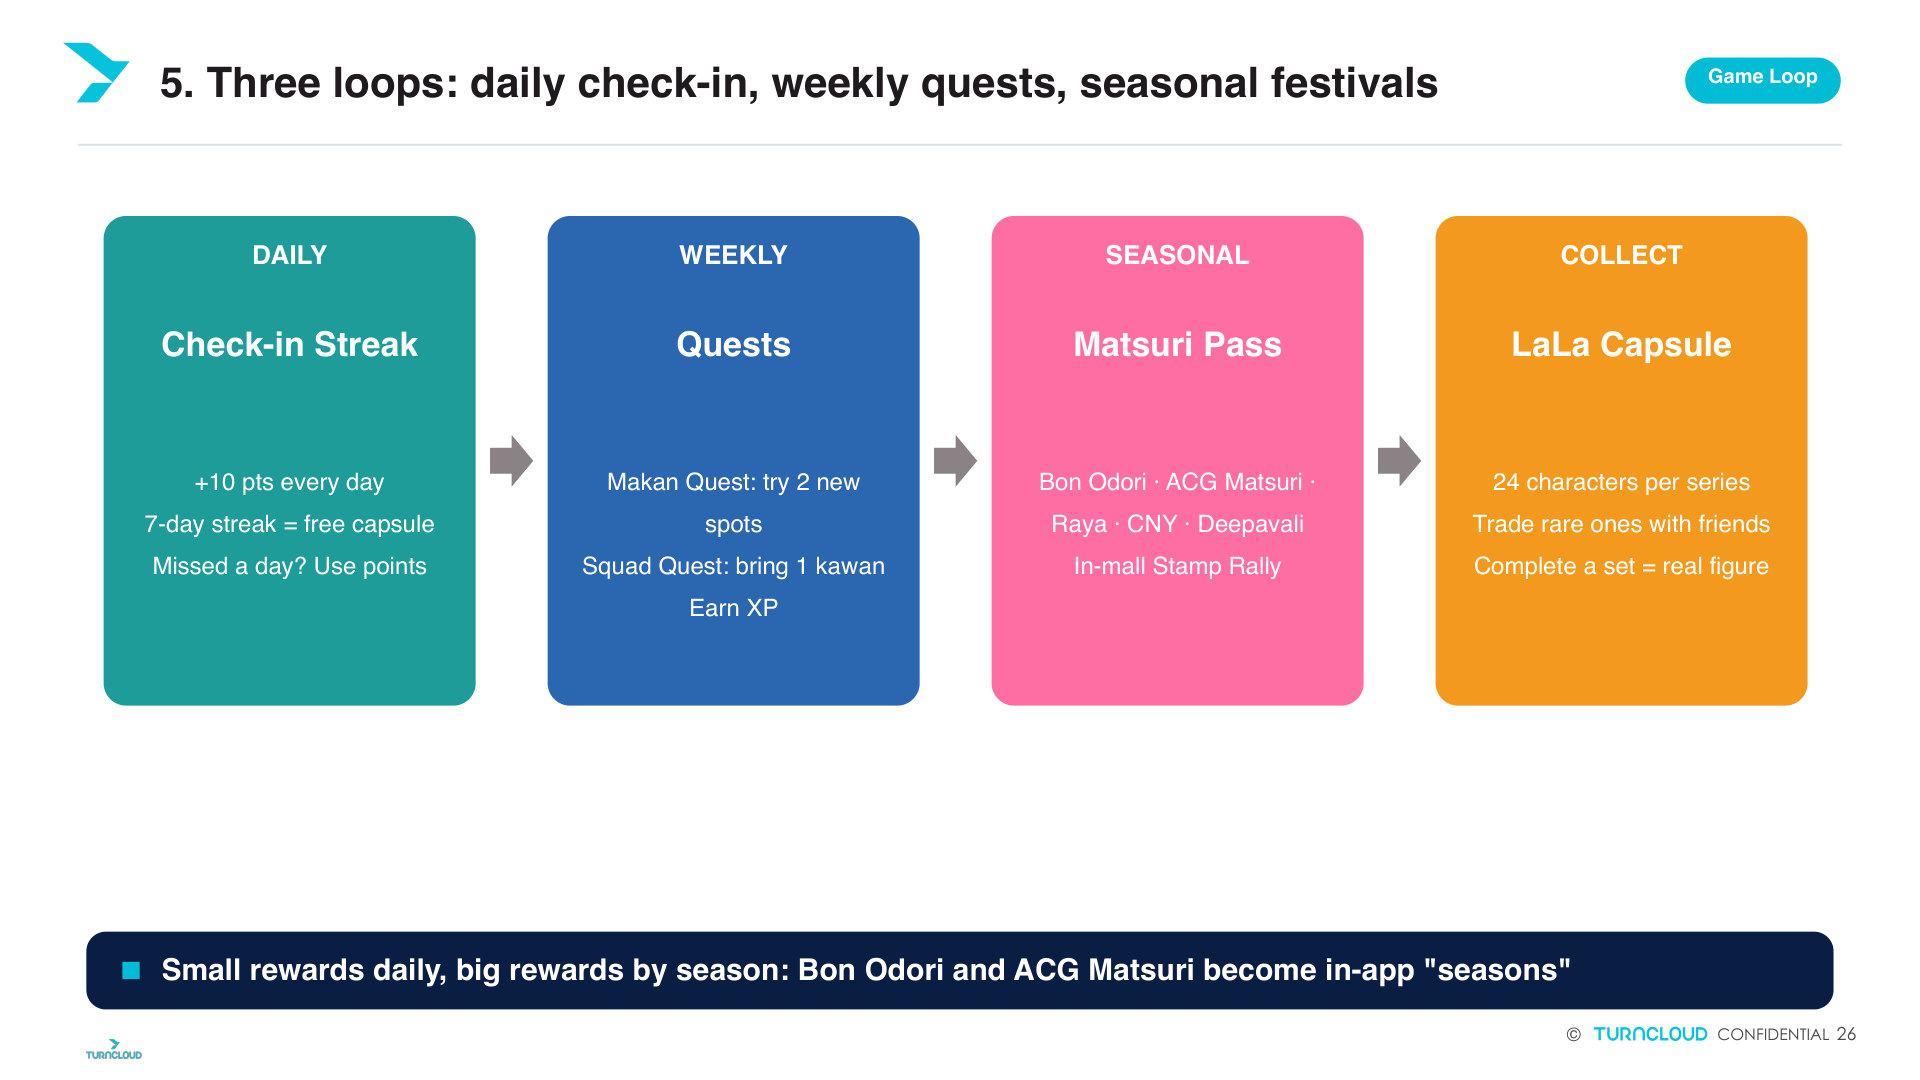 5. Three loops: daily check-in, weekly quests, seasonal festivals
Game Loop
DAILY
Check-in Streak
+10 pts every day
7-day streak = free capsule
Missed a day? Use points
WEEKLY
Quests
Makan Quest: try 2 new
spots
Squad Quest: bring 1 kawan
Earn XP
SEASONAL
Matsuri Pass
Bon Odori · ACG Matsuri ·
Raya · CNY · Deepavali
In-mall Stamp Rally
COLLECT
LaLa Capsule
24 characters per series
Trade rare ones with friends
Complete a set = real figure
Small rewards daily, big rewards by season: Bon Odori and ACG Matsuri become in-app "seasons"
TURNCLOUD
© TURNCLOUD CONFIDENTIAL 26